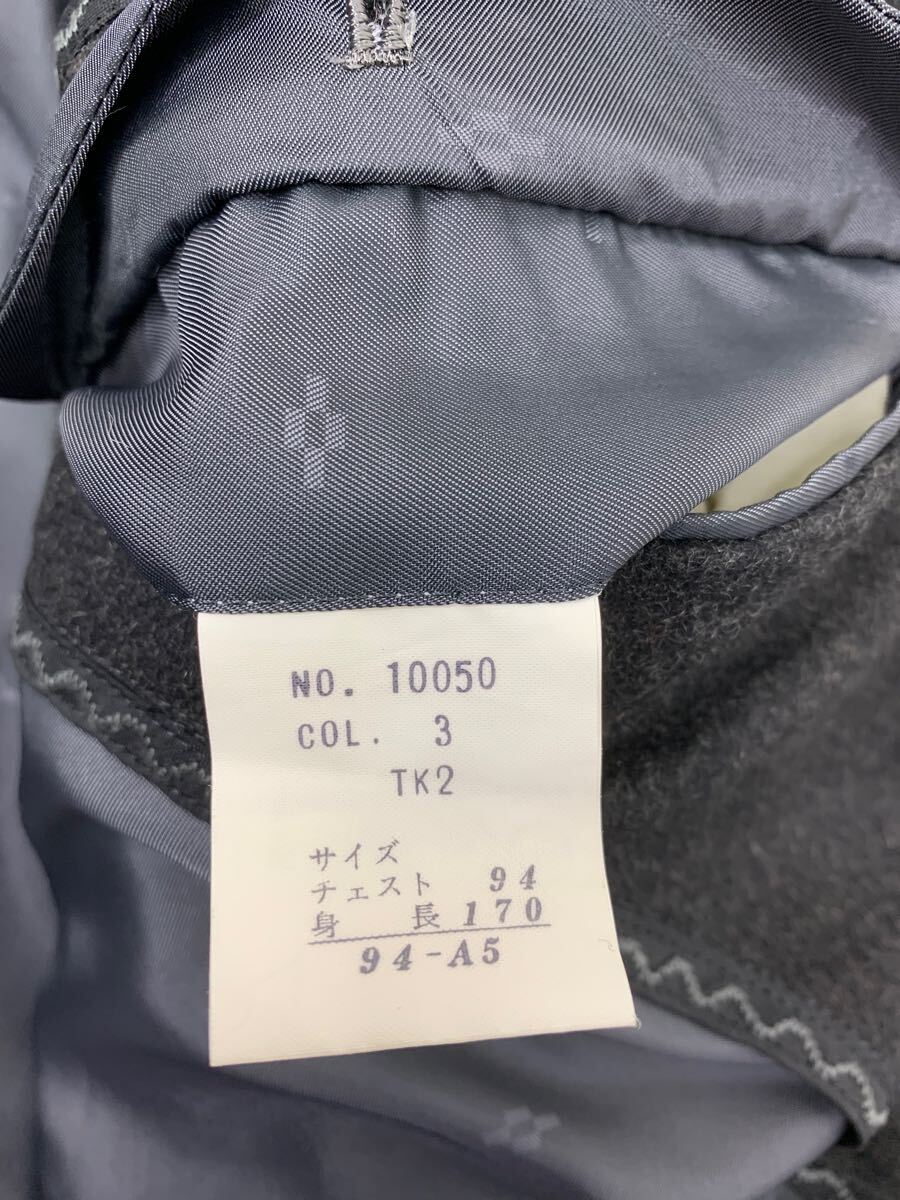 NO. 10050
COL. 3
TK2
サイズ
チェスト 94
身 長 170
94-A5